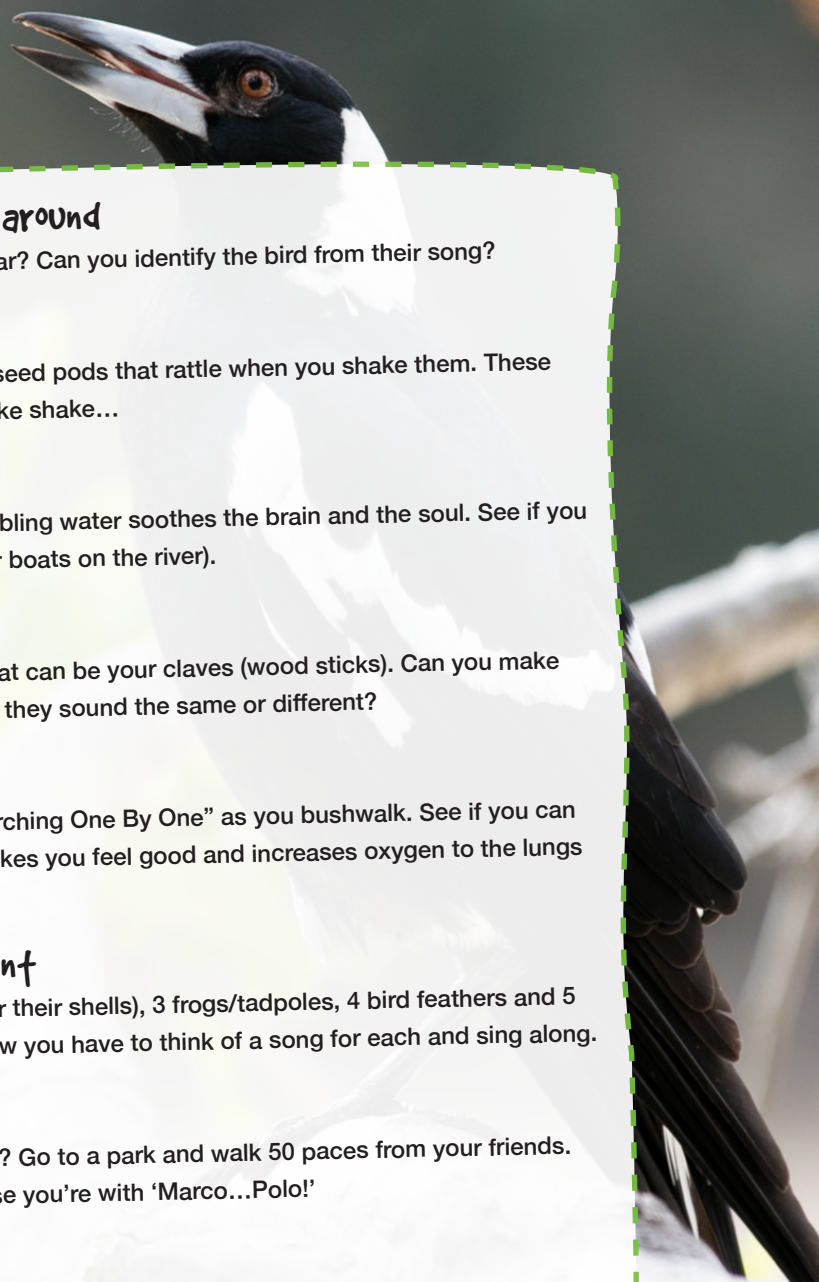 around
ar? Can you identify the bird from their song?
seed pods that rattle when you shake them. These
ke shake…
bling water soothes the brain and the soul. See if you
r boats on the river).
at can be your claves (wood sticks). Can you make
they sound the same or different?
rching One By One” as you bushwalk. See if you can
kes you feel good and increases oxygen to the lungs
nt
r their shells), 3 frogs/tadpoles, 4 bird feathers and 5
w you have to think of a song for each and sing along.
? Go to a park and walk 50 paces from your friends.
se you’re with ‘Marco…Polo!’